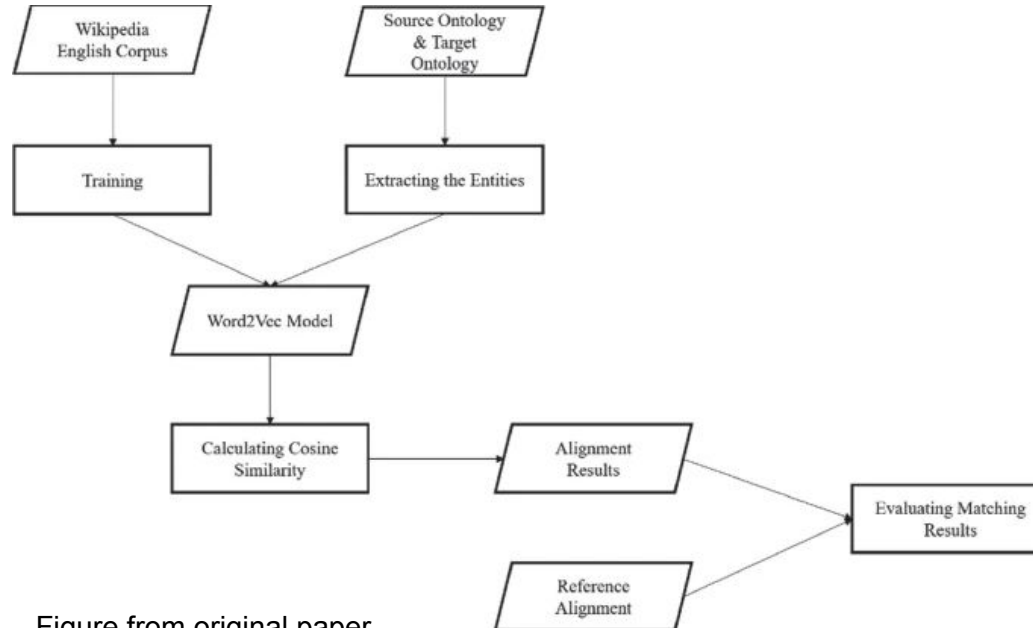 Wikipedia
English Corpus
Source Ontology
& Target
Ontology
Training
Extracting the Entities
Word2Vec Model
Calculating Cosine
Similarity
Alignment
Results
Evaluating Matching
Results
Reference
Alignment
Figure from original paper